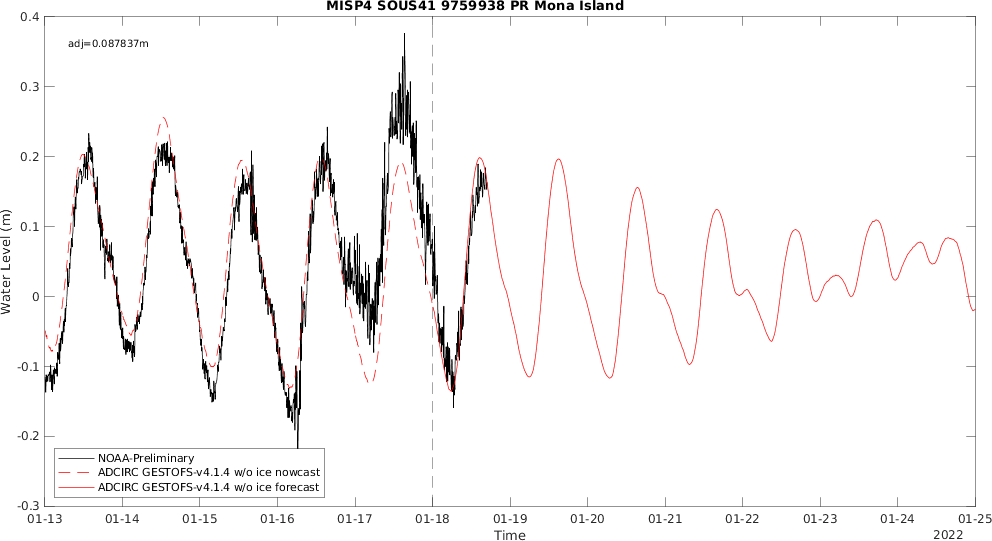 MISP4 SOUS41 9759938 PR Mona Island
adj=0.087837m
Water Level (m)
0.4
0.3
0.2
0.1
0
-0.1
-0.2
-0.3
NOAA-Preliminary
ADCIRC GESTOFS-v4.1.4 w/o ice nowcast
ADCIRC GESTOFS-v4.1.4 w/o ice forecast
01-13 01-14 01-15 01-16 01-17 01-18 01-19 01-20 01-21 01-22 01-23 01-24 01-25
Time
2022